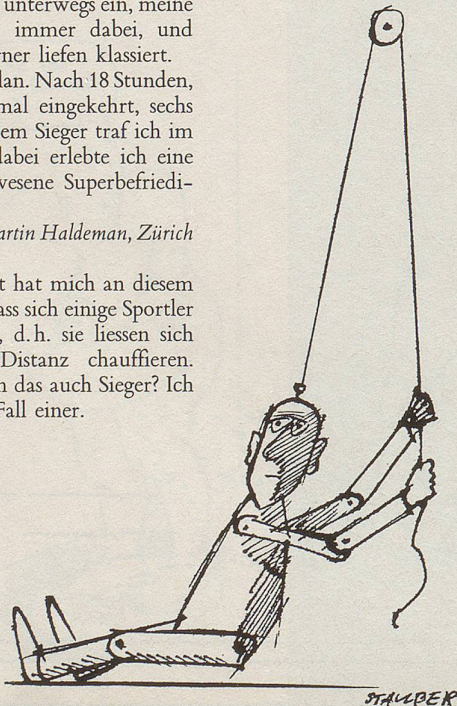 unterwegs ein, meine
immer dabei, und
rner liefen klassiert.
lan. Nach 18 Stunden,
mal eingekehrt, sechs
em Sieger traf ich im
dabei erlebte ich eine
wesene Superbefriedi-
artin Haldeman, Zürich
t hat mich an diesem
ass sich einige Sportler
, d.h. sie liessen sich
Distanz chauffieren.
n das auch Sieger? Ich
Fall einer.
STAUBER